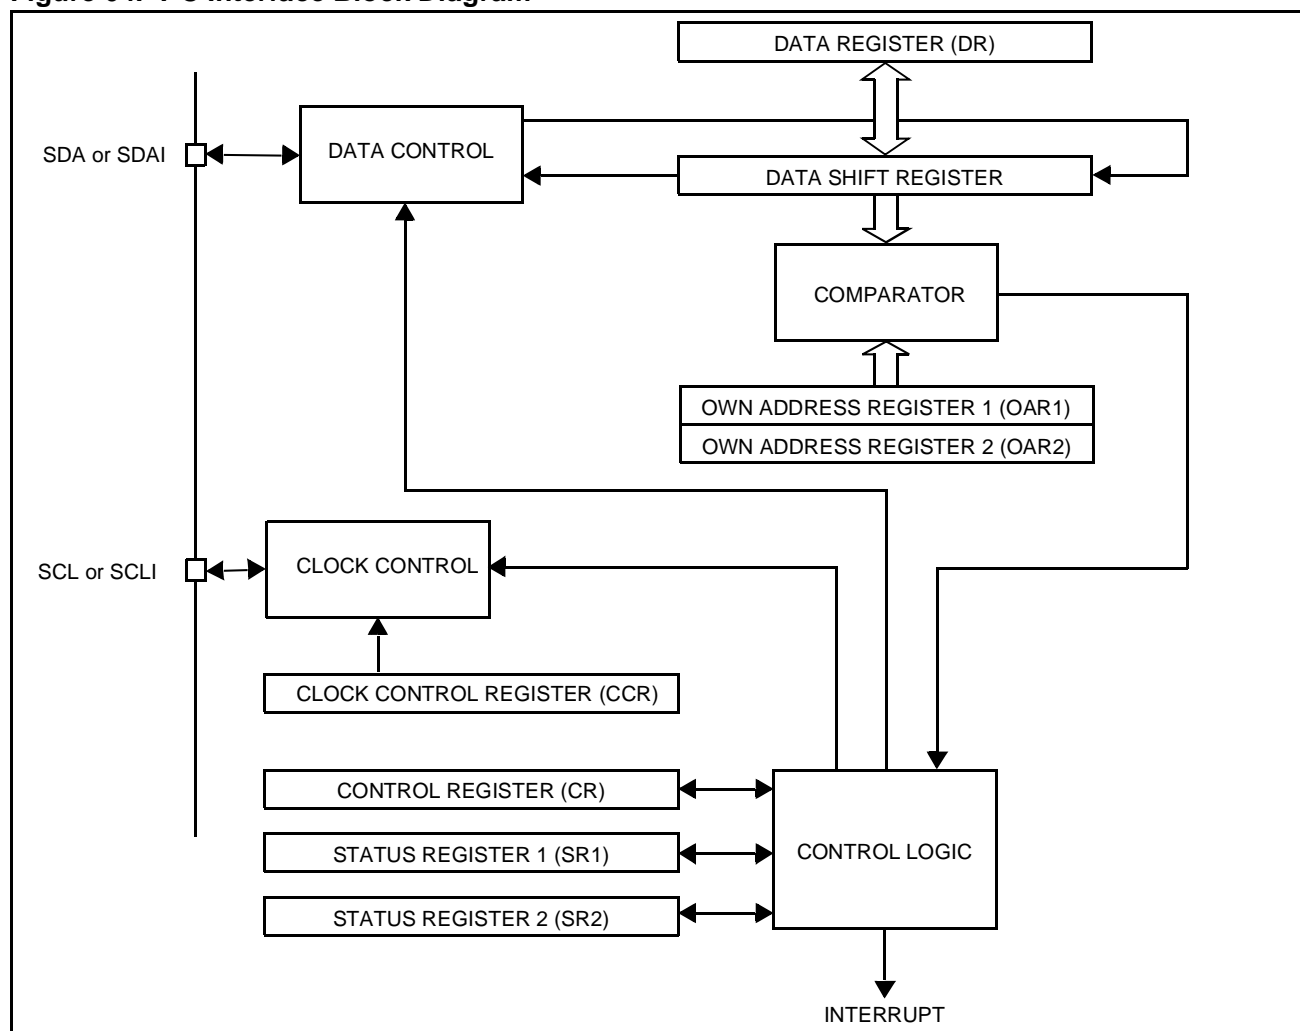 DATA REGISTER (DR)
SDA or SDAI
DATA CONTROL
DATA SHIFT REGISTER
COMPARATOR
OWN ADDRESS REGISTER 1 (OAR1)
OWN ADDRESS REGISTER 2 (OAR2)
SCL or SCLI
CLOCK CONTROL
CLOCK CONTROL REGISTER (CCR)
CONTROL REGISTER (CR)
STATUS REGISTER 1 (SR1)
CONTROL LOGIC
STATUS REGISTER 2 (SR2)
INTERRUPT